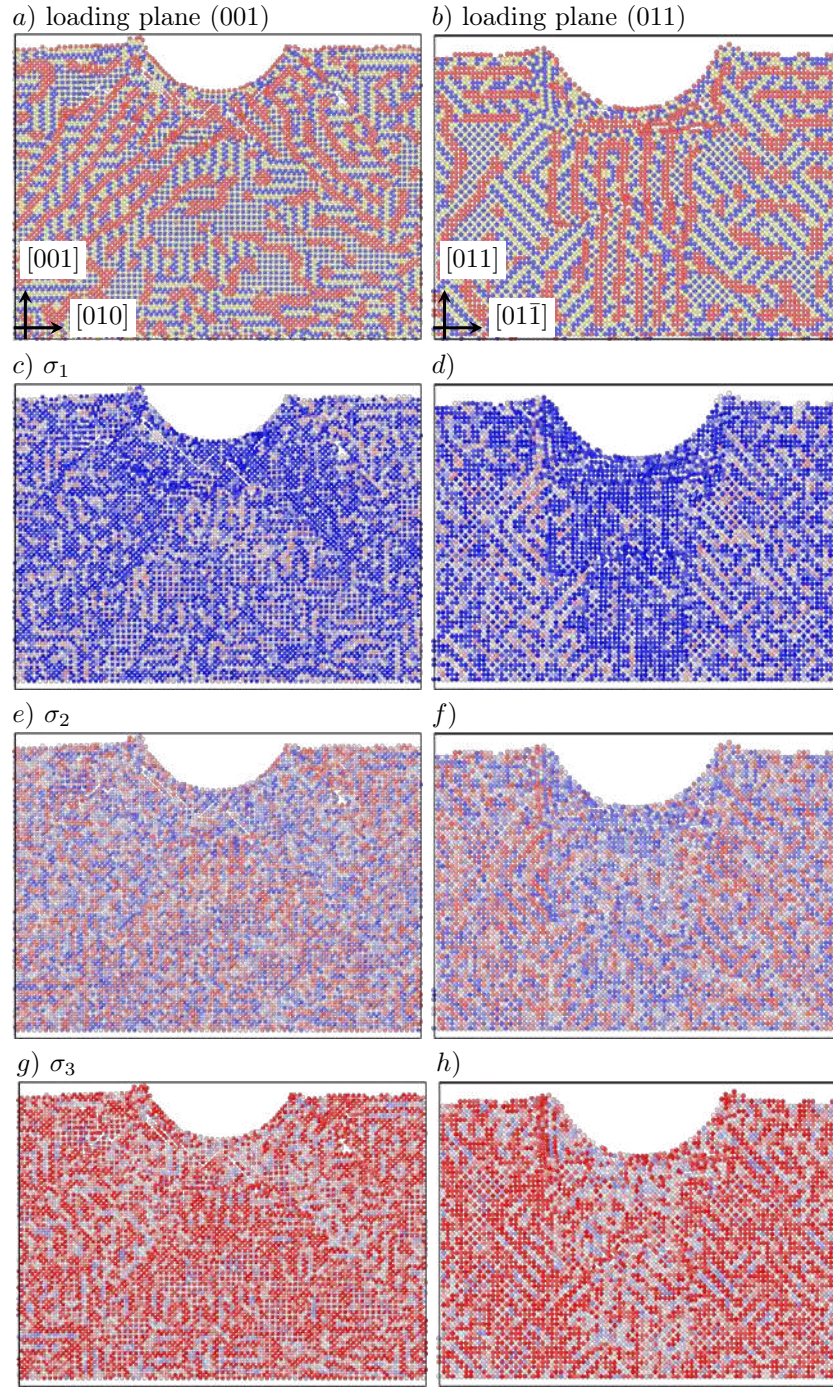 a) loading plane (001)
b) loading plane (011)
[001]
[010]
[011]
[011̄]
c) σ₁
d)
e) σ₂
f)
g) σ₃
h)